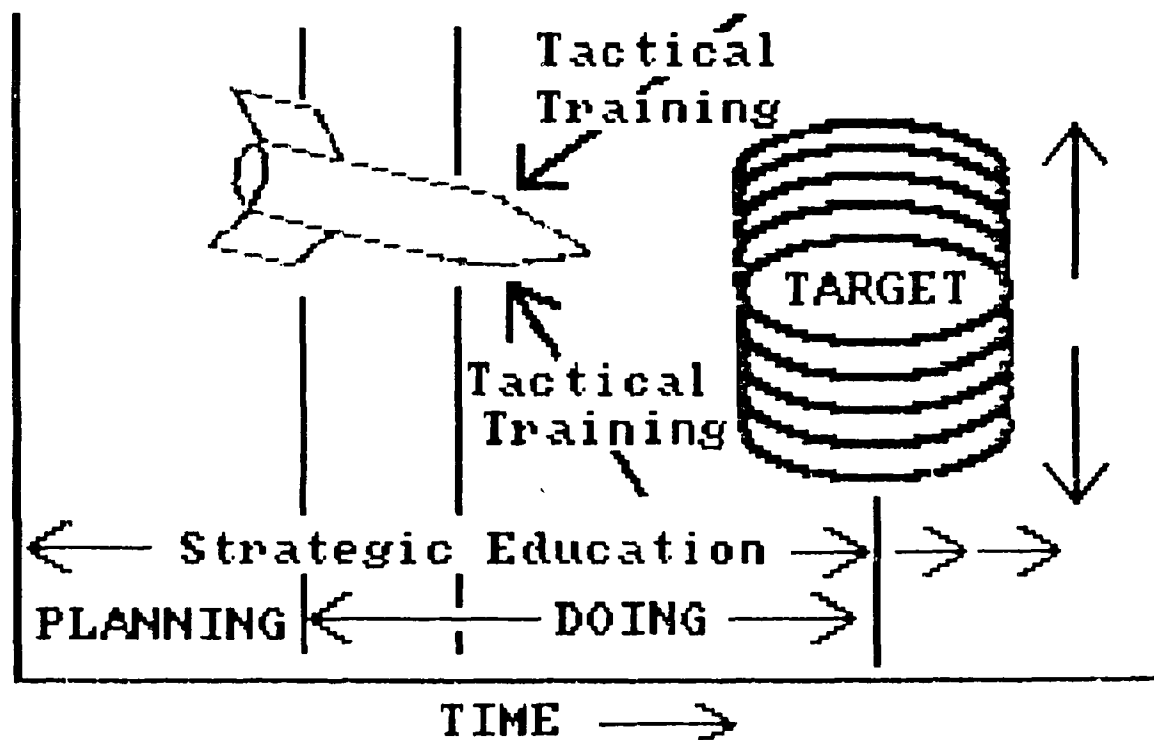 Tactical
Training
TARGET
Tactical
Training
Strategic Education
PLANNING
DOING
TIME